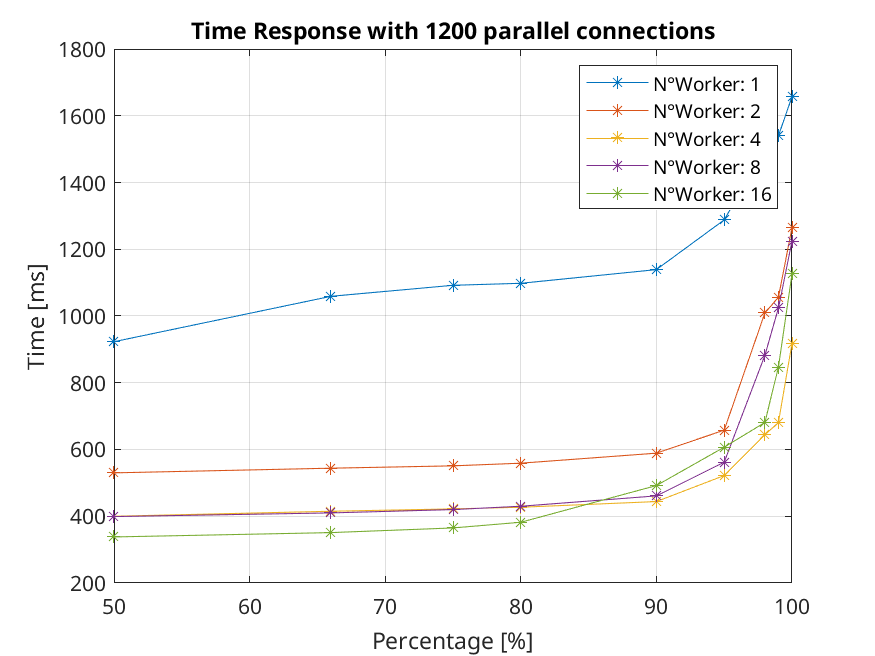 Time Response with 1200 parallel connections
1800
1600
1400
1200
1000
800
600
400
200
Time [ms]
N°Worker: 1
N°Worker: 2
N°Worker: 4
N°Worker: 8
N°Worker: 16
50
60
70
80
90
100
Percentage [%]